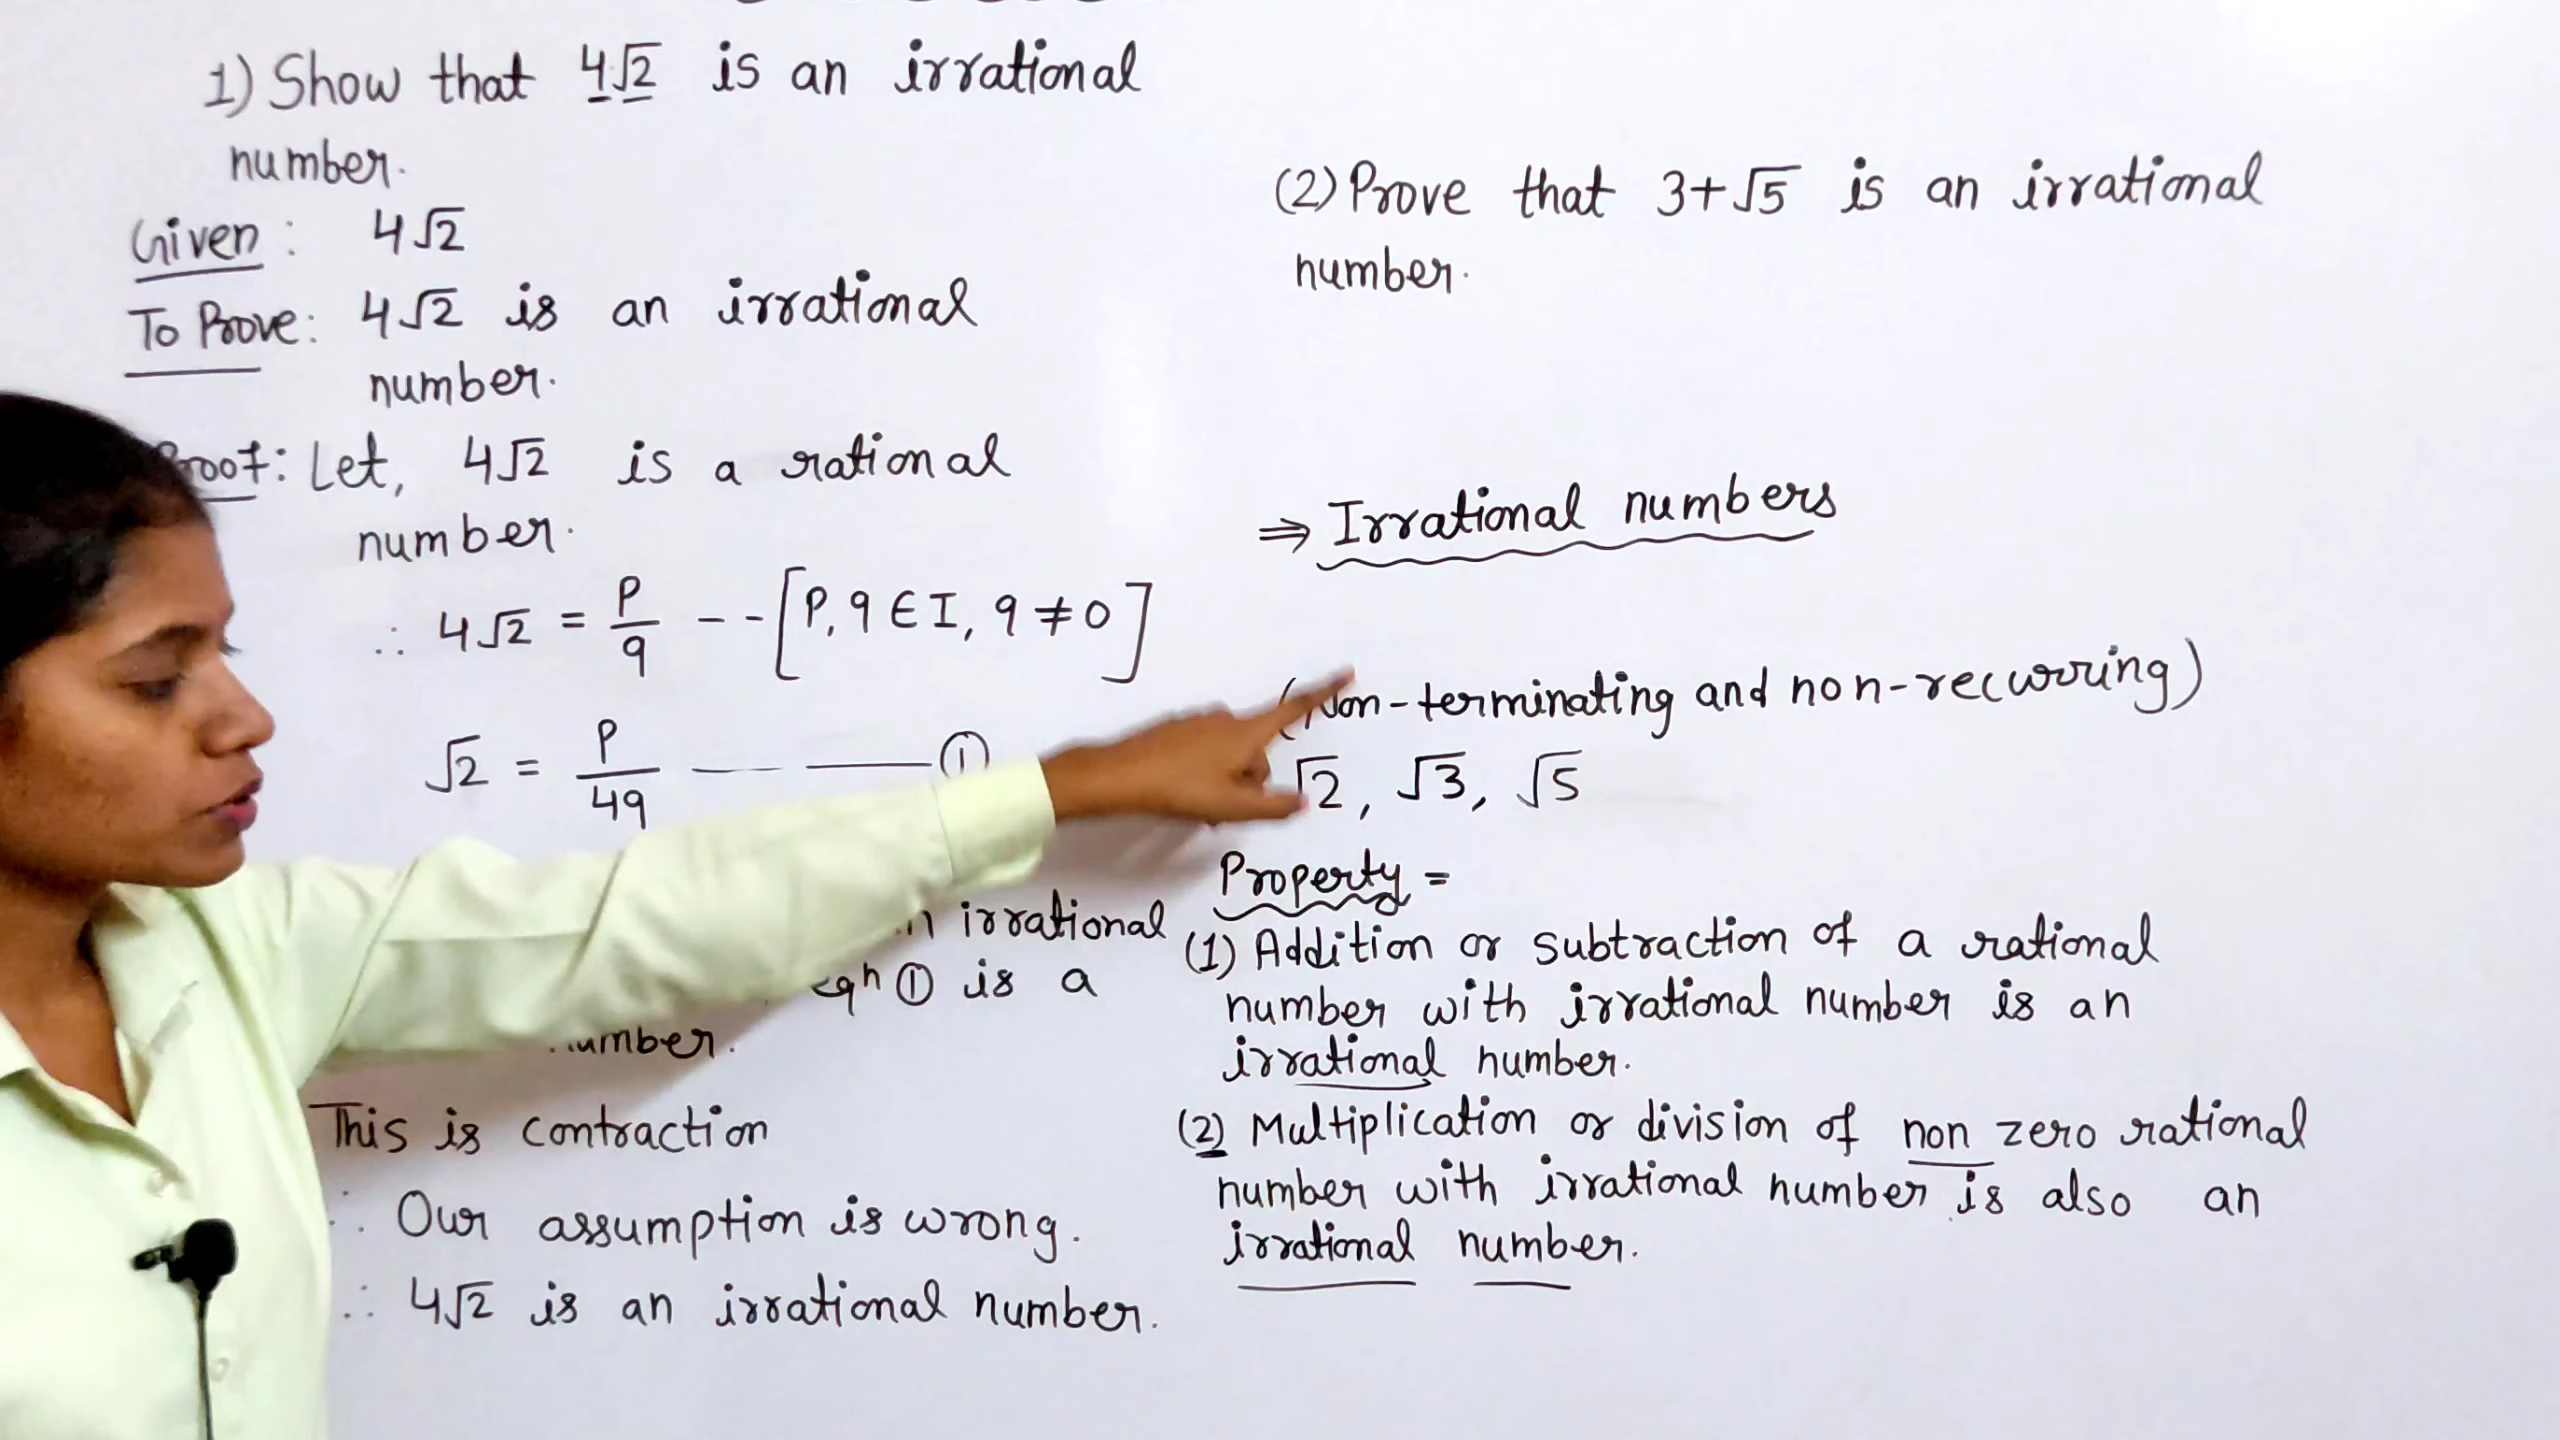 1) Show that 4√2 is an irrational
number.
Given : 4√2
To Prove: 4√2 is an irrational
number.
Proof: Let, 4√2 is a rational
number.
∴ 4√2 = P/q -- [P, q ∈ I, q ≠ 0]
√2 = P/4q —— ①
irrational
eqn ① is a
number.
This is contraction
∴ Our assumption is wrong.
∴ 4√2 is an irrational number.
(2) Prove that 3+√5 is an irrational
number.
⇒ Irrational numbers
(Non-terminating and non-recurring)
√2, √3, √5
Property =
(1) Addition or subtraction of a rational
number with irrational number is an
irrational number.
(2) Multiplication or division of non zero rational
number with irrational number is also an
irrational number.